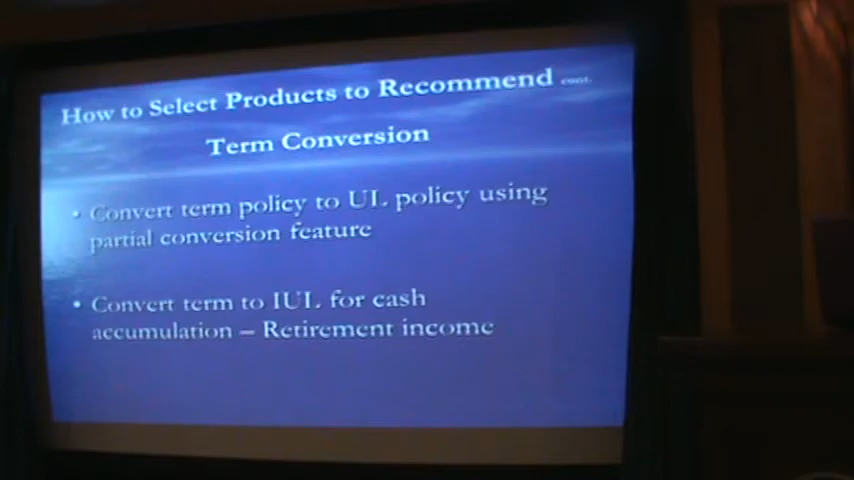 How to Select Products to Recommend cont.
Term Conversion
• Convert term policy to UL policy using
partial conversion feature
• Convert term to IUL for cash
accumulation – Retirement income